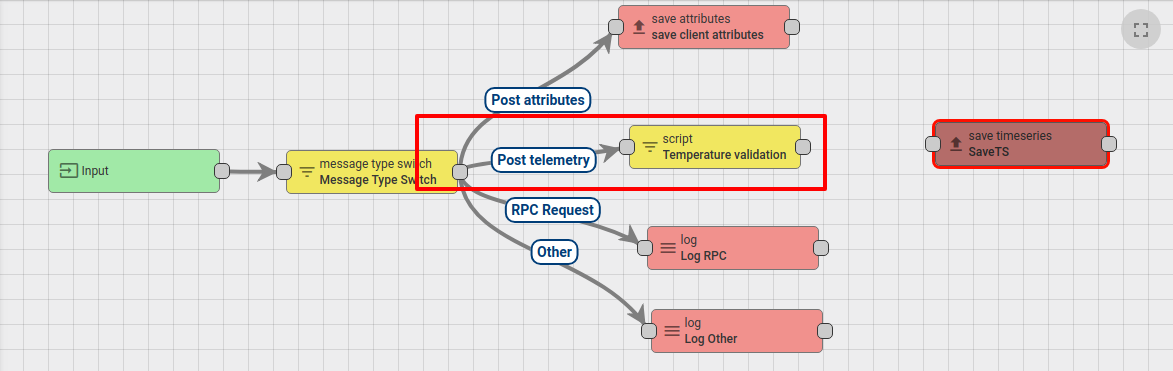 save attributes
save client attributes
Post attributes
script
Temperature validation
Post telemetry
save timeseries
SaveTS
Input
message type switch
Message Type Switch
RPC Request
log
Log RPC
Other
log
Log Other